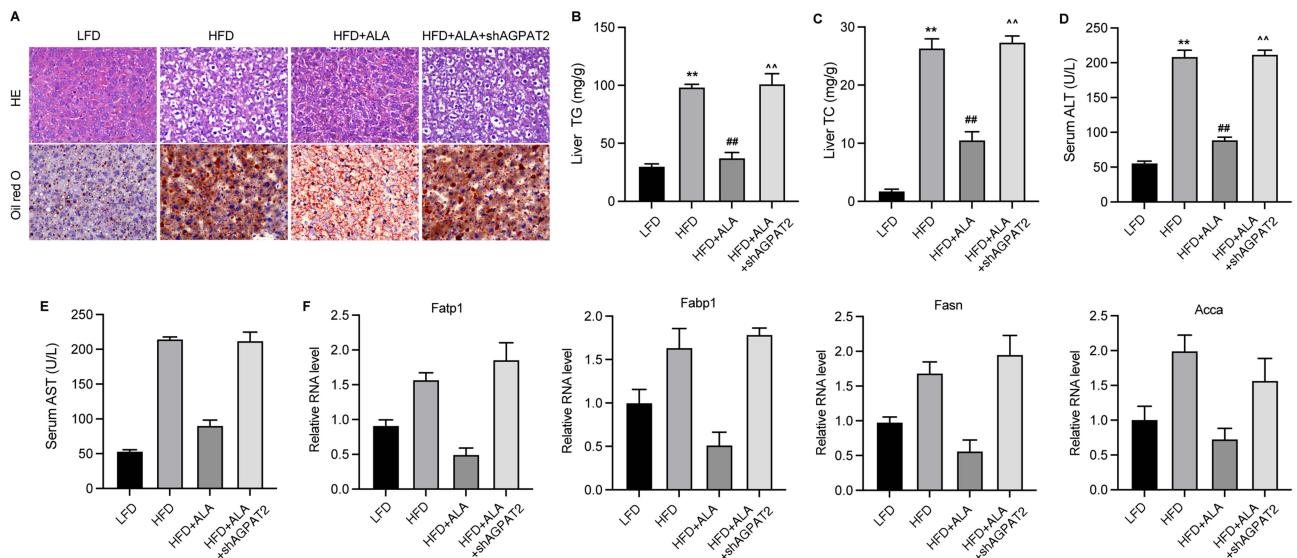 A
LFD
HFD
HFD+ALA
HFD+ALA+shAGPAT2
HE
Oil red O
B
Liver TG (mg/g)
150
100
50
0
**
##
^^
LFD
HFD
HFD+ALA
HFD+ALA
+shAGPAT2
C
Liver TC (mg/g)
30
20
10
0
**
##
^^
LFD
HFD
HFD+ALA
HFD+ALA
+shAGPAT2
D
Serum ALT (U/L)
250
200
150
100
50
0
**
##
^^
LFD
HFD
HFD+ALA
HFD+ALA
+shAGPAT2
E
Serum AST (U/L)
250
200
150
100
50
0
LFD
HFD
HFD+ALA
HFD+ALA
+shAGPAT2
F
Fatp1
Relative RNA level
2.5
2.0
1.5
1.0
0.5
0.0
LFD
HFD
HFD+ALA
HFD+ALA
+shAGPAT2
Fabp1
Relative RNA level
2.0
1.5
1.0
0.5
0.0
LFD
HFD
HFD+ALA
HFD+ALA
+shAGPAT2
Fasn
Relative RNA level
2.5
2.0
1.5
1.0
0.5
0.0
LFD
HFD
HFD+ALA
HFD+ALA
+shAGPAT2
Acca
Relative RNA level
2.5
2.0
1.5
1.0
0.5
0.0
LFD
HFD
HFD+ALA
HFD+ALA
+shAGPAT2